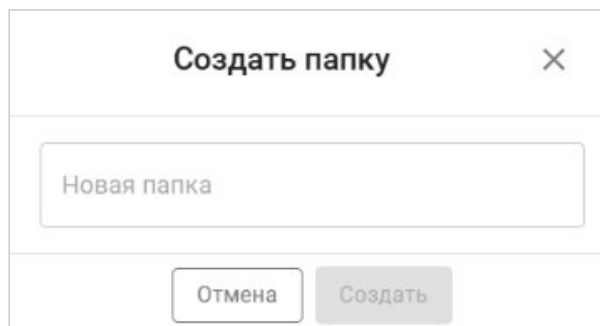 Создать папку
Новая папка
Отмена Создать